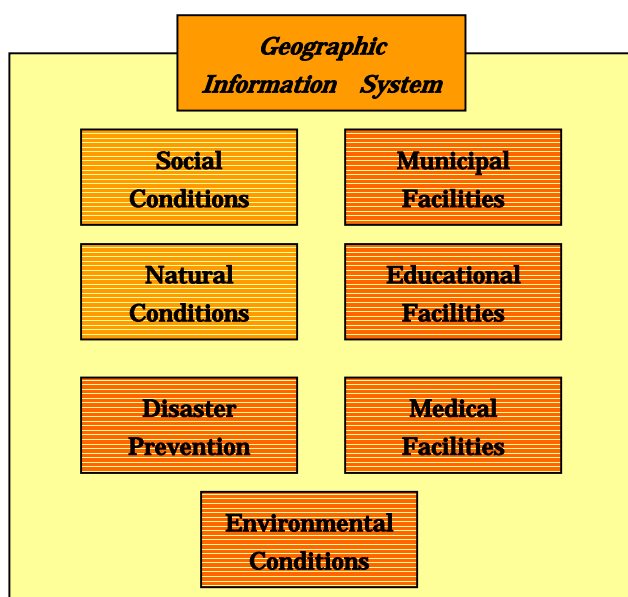 Geographic
Information System
Social
Conditions
Municipal
Facilities
Natural
Conditions
Educational
Facilities
Disaster
Prevention
Medical
Facilities
Environmental
Conditions